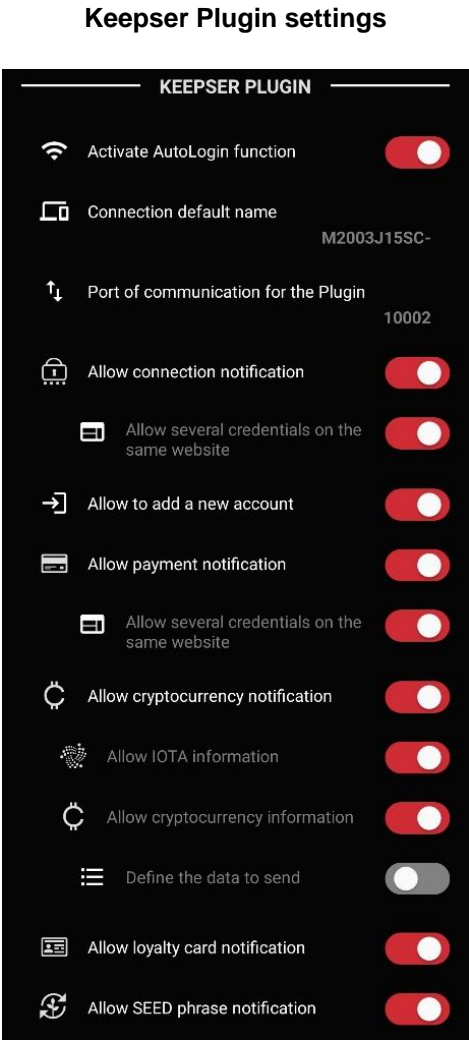 Keepser Plugin settings
KEEPSER PLUGIN
Activate AutoLogin function
Connection default name
M2003J15SC-
Port of communication for the Plugin
10002
Allow connection notification
Allow several credentials on the
same website
Allow to add a new account
Allow payment notification
Allow several credentials on the
same website
Allow cryptocurrency notification
Allow IOTA information
Allow cryptocurrency information
Define the data to send
Allow loyalty card notification
Allow SEED phrase notification